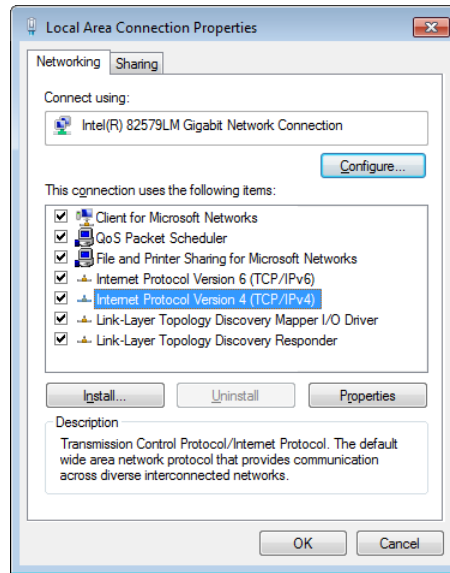 Local Area Connection Properties
Networking
Sharing
Connect using:
Intel(R) 82579LM Gigabit Network Connection
Configure...
This connection uses the following items:
Client for Microsoft Networks
QoS Packet Scheduler
File and Printer Sharing for Microsoft Networks
Internet Protocol Version 6 (TCP/IPv6)
Internet Protocol Version 4 (TCP/IPv4)
Link-Layer Topology Discovery Mapper I/O Driver
Link-Layer Topology Discovery Responder
Install...
Uninstall
Properties
Description
Transmission Control Protocol/Internet Protocol. The default
wide area network protocol that provides communication
across diverse interconnected networks.
OK
Cancel